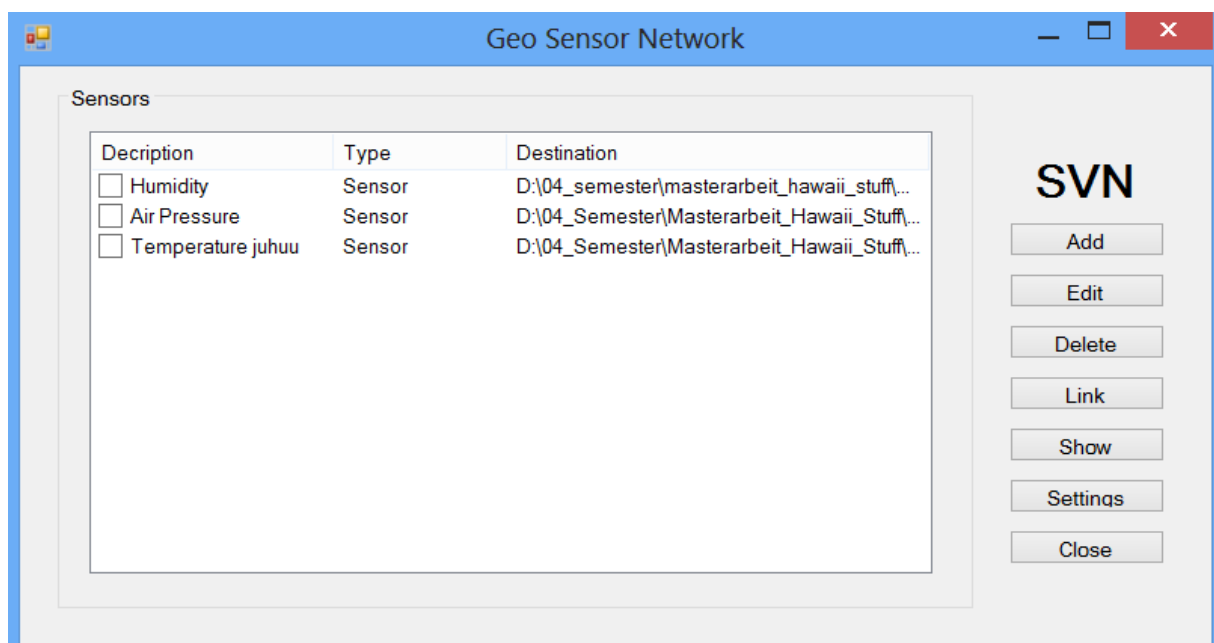 Geo Sensor Network
Sensors
Decription Type Destination
Humidity Sensor D:\04_semester\masterarbeit_hawaii_stuff\...
Air Pressure Sensor D:\04_Semester\Masterarbeit_Hawaii_Stuff\...
Temperature juhuu Sensor D:\04_Semester\Masterarbeit_Hawaii_Stuff\...
SVN
Add
Edit
Delete
Link
Show
Settings
Close